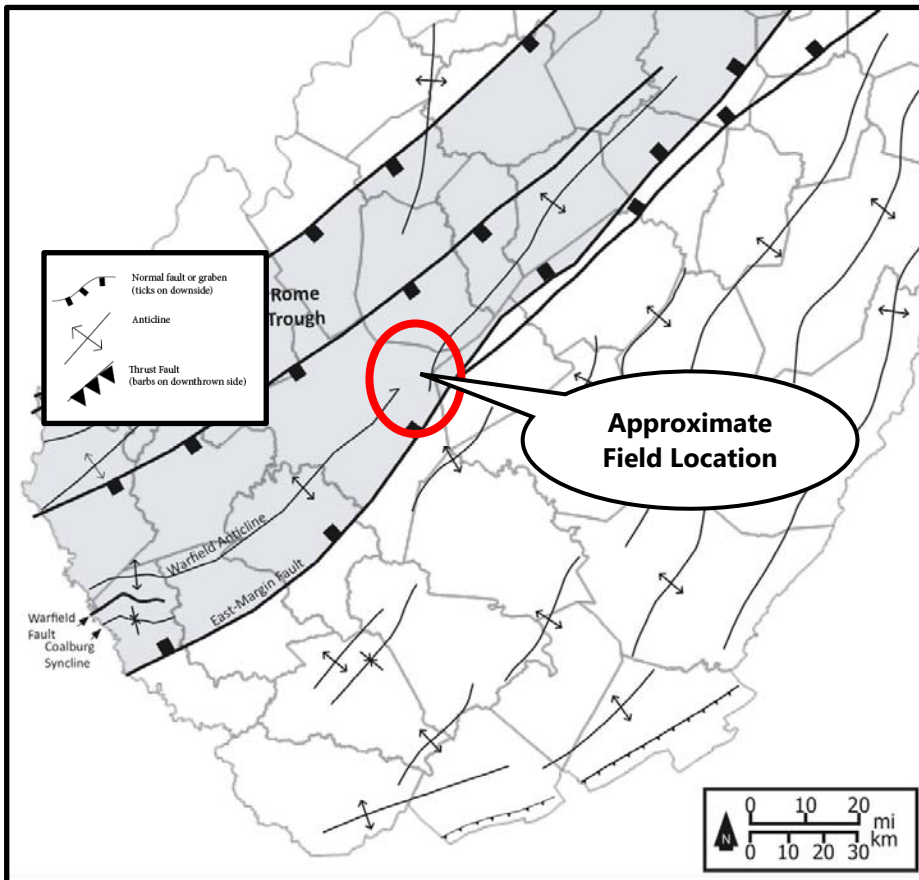 Normal fault or graben
(ticks on downside)
Anticline
Thrust Fault
(barbs on downthrown side)
Rome
Trough
Approximate
Field Location
Warfield Anticline
East-Margin Fault
Warfield
Fault
Coalburg
Syncline
N
0 10 20
mi
km
0 10 20 30